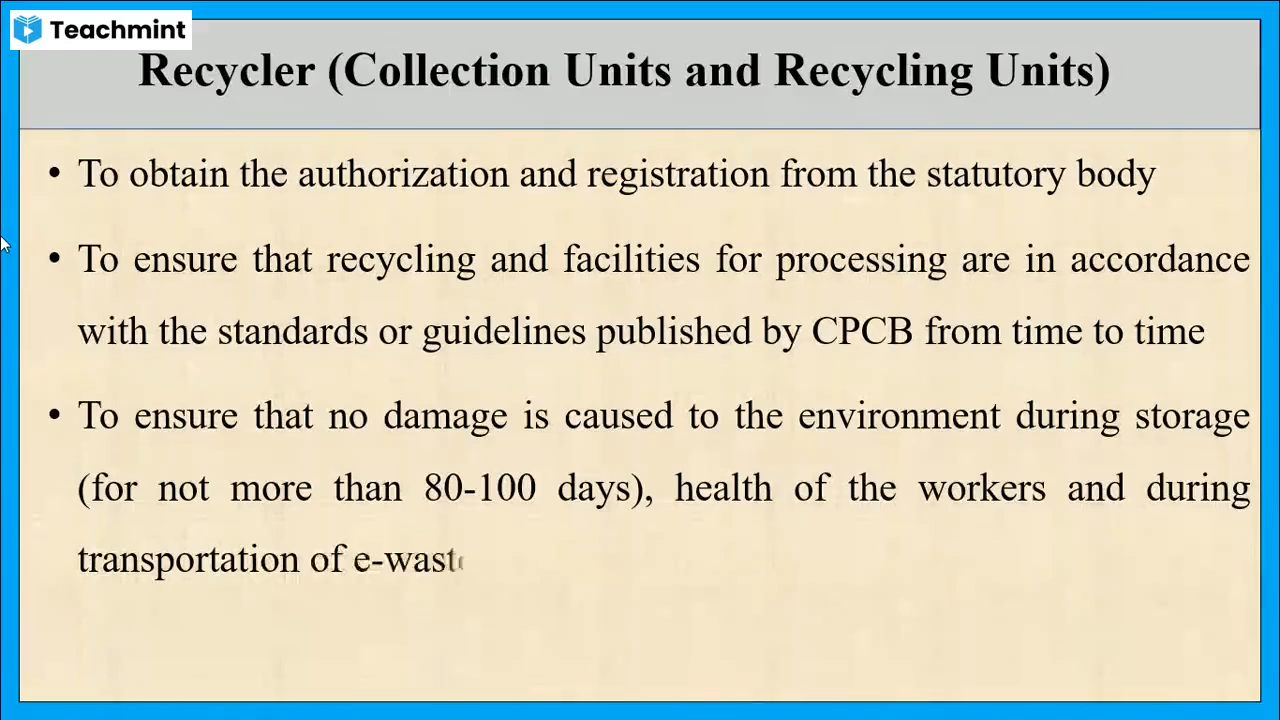 Teachmint
Recycler (Collection Units and Recycling Units)
• To obtain the authorization and registration from the statutory body
• To ensure that recycling and facilities for processing are in accordance
with the standards or guidelines published by CPCB from time to time
• To ensure that no damage is caused to the environment during storage
(for not more than 80-100 days), health of the workers and during
transportation of e-waste